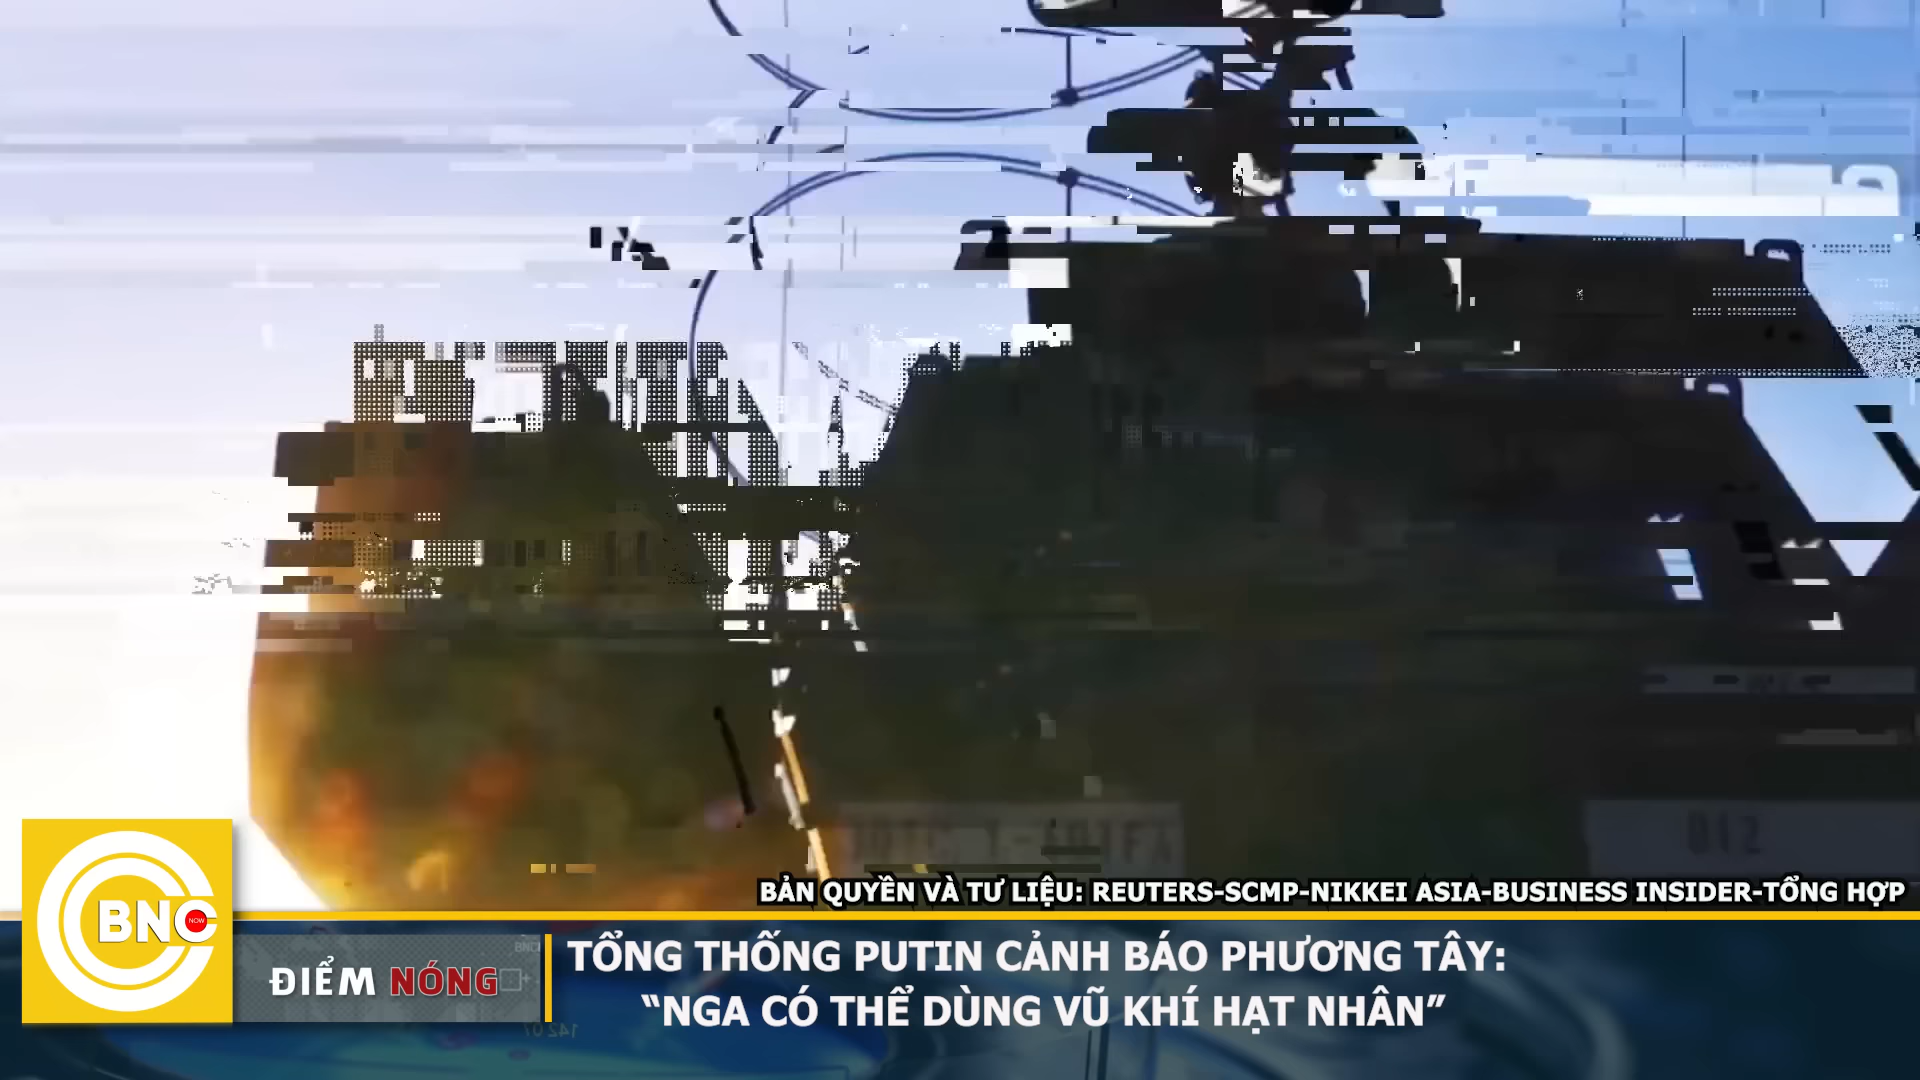 BẢN QUYỀN VÀ TƯ LIỆU: REUTERS-SCMP-NIKKEI ASIA-BUSINESS INSIDER-TỔNG HỢP
BNC
NOW
ĐIỂM NÓNG
TỔNG THỐNG PUTIN CẢNH BÁO PHƯƠNG TÂY:
“NGA CÓ THỂ DÙNG VŨ KHÍ HẠT NHÂN”